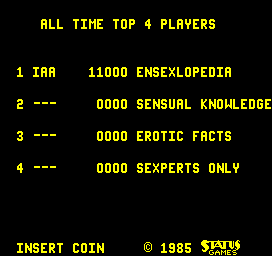 ALL TIME TOP 4 PLAYERS
1 IAA 11000 ENSEXLOPEDIA
2 --- 0000 SENSUAL KNOWLEDGE
3 --- 0000 EROTIC FACTS
4 --- 0000 SEXPERTS ONLY
INSERT COIN © 1985 STATUS GAMES